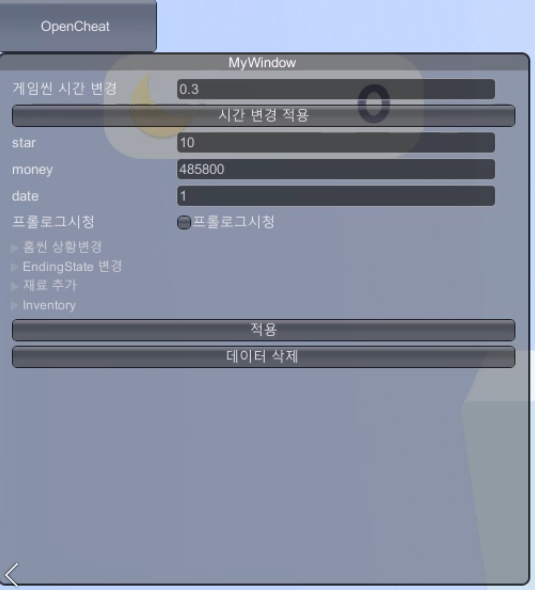 OpenCheat
MyWindow
게임씬 시간 변경 0.3
시간 변경 적용
star 10
money 485800
date 1
프롤로그시청 프롤로그시청
홈씬 상황변경
EndingState 변경
재료 추가
Inventory
적용
데이터 삭제
0